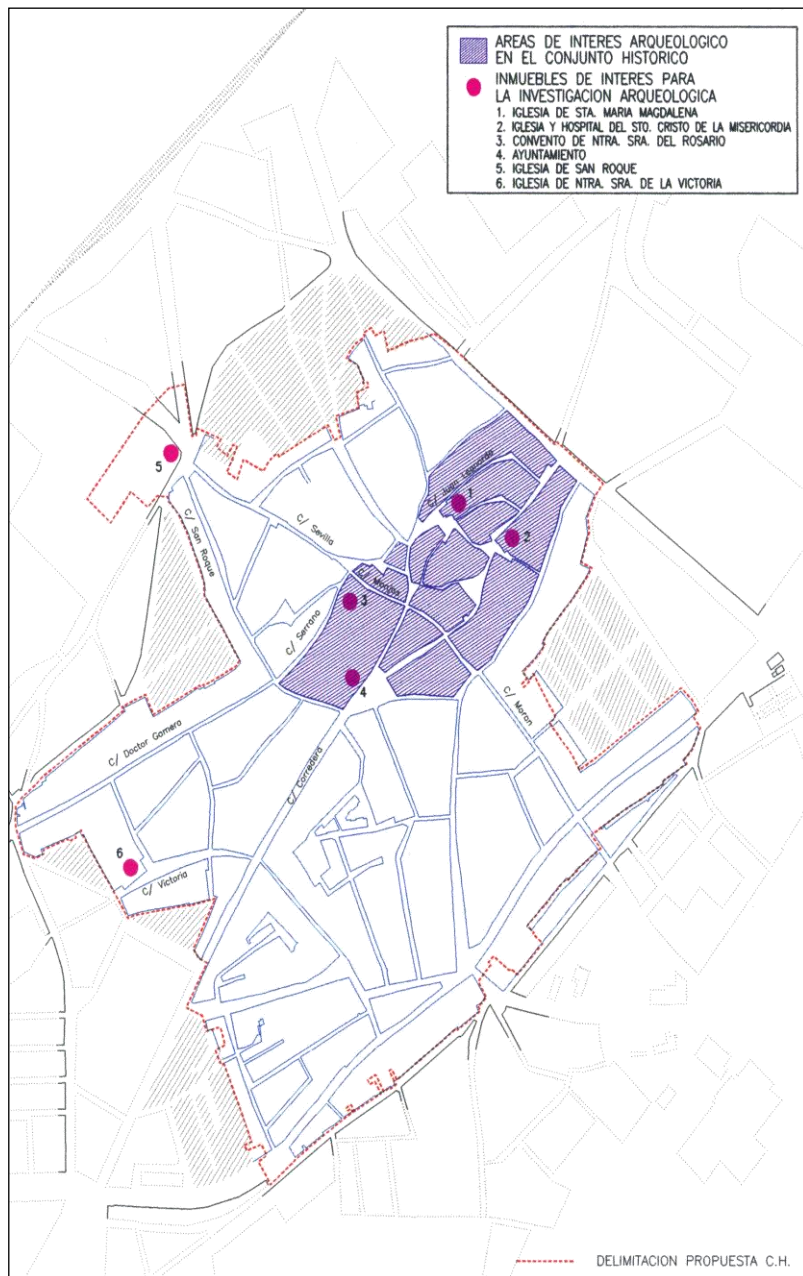 AREAS DE INTERES ARQUEOLOGICO
EN EL CONJUNTO HISTORICO
INMUEBLES DE INTERES PARA
LA INVESTIGACION ARQUEOLOGICA
1. IGLESIA DE STA. MARIA MAGDALENA
2. IGLESIA Y HOSPITAL DEL STO. CRISTO DE LA MISERICORDIA
3. CONVENTO DE NTRA. SRA. DEL ROSARIO
4. AYUNTAMIENTO
5. IGLESIA DE SAN ROQUE
6. IGLESIA DE NTRA. SRA. DE LA VICTORIA
5
C/ San Roque
C/ Sevilla
C/ Juan Leonardo
1
2
C/ Monjas
3
C/ Serrano
4
C/ Moron
C/ Doctor Gamero
C/ Corredera
6
C/ Victoria
DELIMITACION PROPUESTA C.H.